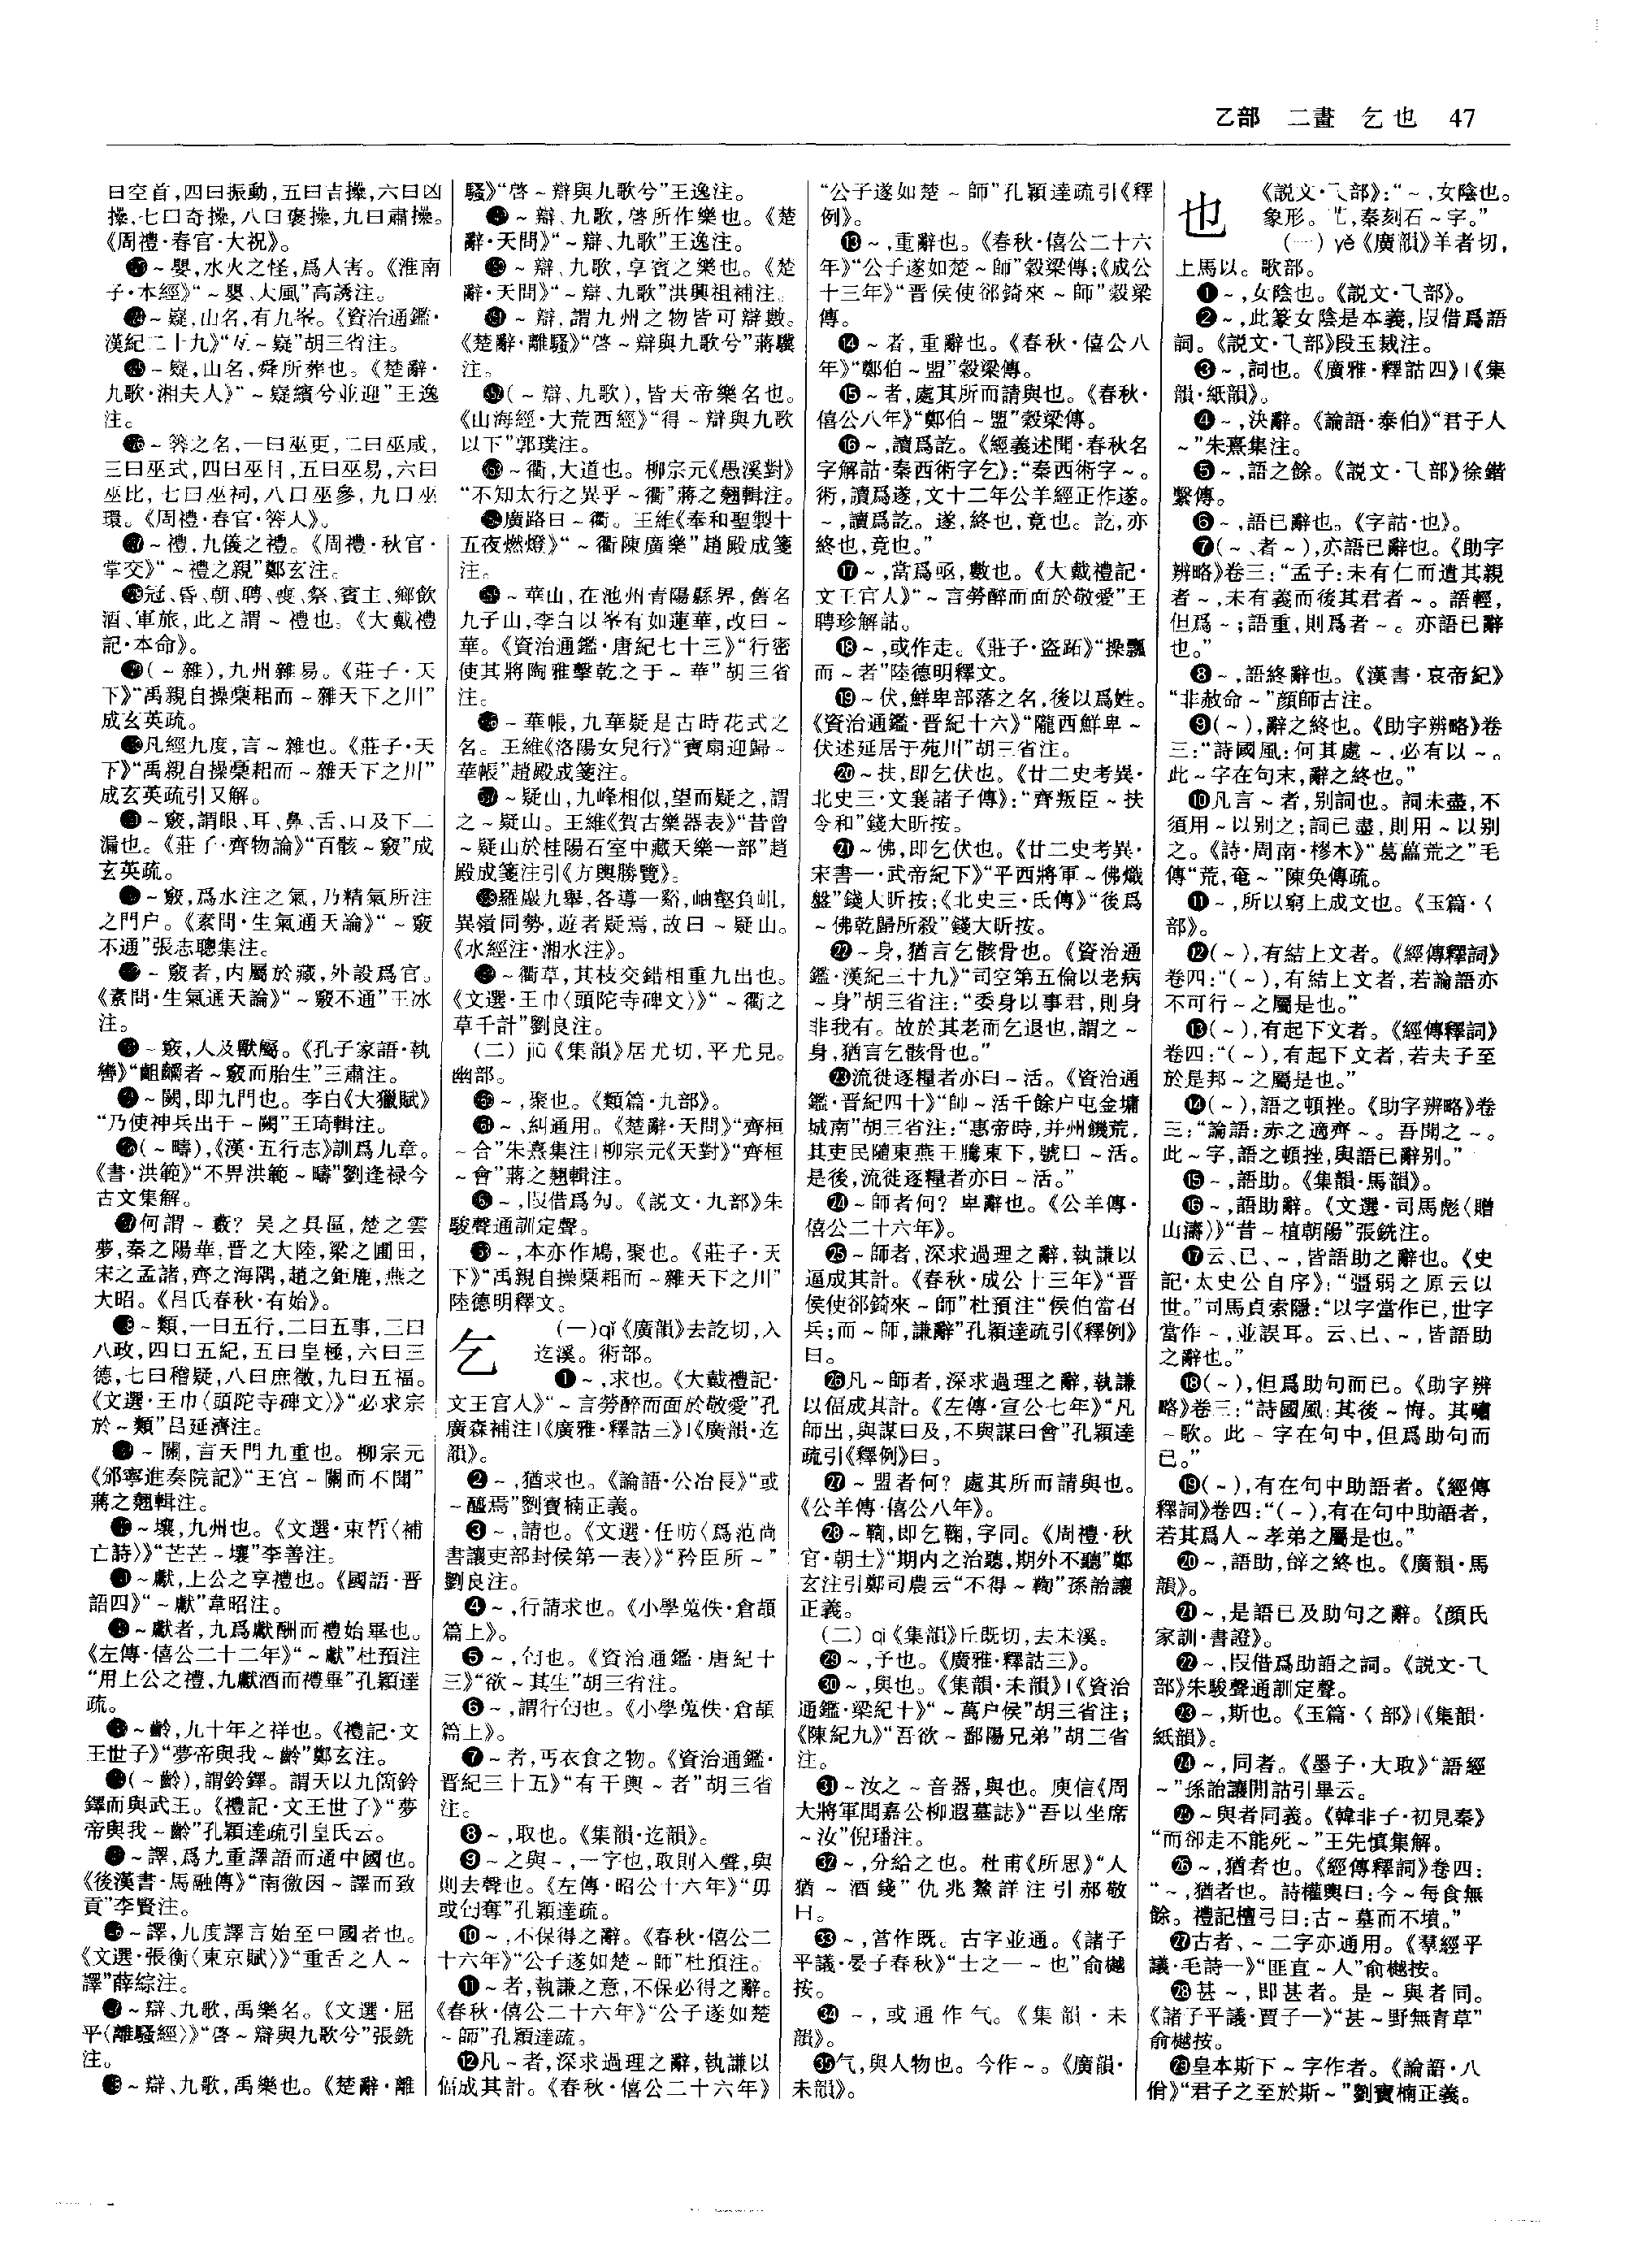 乙部 二畫 乞也 47
曰空首,四曰振動,五曰吉𢷎,六曰凶
𢷎,七曰奇𢷎,八曰褒𢷎,九曰肅𢷎。
《周禮·春官·大祝》。
~嬰,水火之怪,爲人害。《淮南
子·本經》“~嬰、大風”高誘注。
~嶷,山名,有九峯。《資治通鑑·
漢紀二十九》“~嶷”胡三省注。
~嶷,山名,舜所葬也。《楚辭·
九歌·湘夫人》“~嶷繽兮並迎”王逸
注。
~簭之名,一曰巫更,二曰巫咸,
三曰巫式,四曰巫目,五曰巫易,六曰
巫比,七曰巫祠,八曰巫參,九曰巫
環。《周禮·春官·簭人》。
~禮,九儀之禮。《周禮·秋官·
掌交》“~禮之親”鄭玄注。
冠、昏、朝、聘、喪、祭、賓主、鄉飲
酒、軍旅,此之謂~禮也。《大戴禮
記·本命》。
(~雜),九州雜易。《莊子·天
下》“禹親自操橐耜而~雜天下之川”
成玄英疏。
凡經九度,言~雜也。《莊子·天
下》“禹親自操橐耜而~雜天下之川”
成玄英疏引又解。
~竅,謂眼、耳、鼻、舌、口及下二
漏也。《莊子·齊物論》“百骸~竅”成
玄英疏。
~竅,爲水注之氣,乃精氣所注
之門户。《素問·生氣通天論》“~竅
不通”張志聰集注。
~竅者,内屬於藏,外設爲官。
《素問·生氣通天論》“~竅不通”王冰
注。
~竅,人及獸屬。《孔子家語·執
轡》“齟齵者~竅而胎生”王肅注。
~闕,即九門也。李白《大獵賦》
“乃使神兵出于~闕”王琦輯注。
(~疇),《漢·五行志》訓爲九章。
《書·洪範》“不畀洪範~疇”劉逢禄今
古文集解。
何謂~藪?吴之具區,楚之雲
夢,秦之陽華,晋之大陸,梁之圃田,
宋之孟諸,齊之海隅,趙之鉅鹿,燕之
大昭。《吕氏春秋·有始》。
~類,一曰五行,二曰五事,三曰
八政,四曰五紀,五曰皇極,六曰三
德,七曰稽疑,八曰庶徵,九曰五福。
《文選·王巾〈頭陀寺碑文〉》“必求宗
於~類”吕延濟注。
~關,言天門九重也。柳宗元
《邠寧進奏院記》“王宫~關而不聞”
蔣之翹輯注。
~壤,九州也。《文選·束皙〈補
亡詩〉》“芒芒~壤”李善注。
~獻,上公之享禮也。《國語·晋
語四》“~獻”韋昭注。
~獻者,九爲獻酬而禮始畢也。
《左傳·僖公二十二年》“~獻”杜預注
“用上公之禮,九獻酒而禮畢”孔穎達
疏。
~齡,九十年之祥也。《禮記·文
王世子》“夢帝與我~齡”鄭玄注。
(~齡),謂鈴鐸。謂天以九箇鈴
鐸而與武王。《禮記·文王世子》“夢
帝與我~齡”孔穎達疏引皇氏云。
~譯,爲九重譯語而通中國也。
《後漢書·馬融傳》“南徼因~譯而致
貢”李賢注。
~譯,九度譯言始至中國者也。
《文選·張衡〈東京賦〉》“重舌之人~
譯”薛綜注。
~辯、九歌,禹樂名。《文選·屈
平〈離騷經〉》“啓~辯與九歌兮”張銑
注。
~辯、九歌,禹樂也。《楚辭·離
騷》“啓~辯與九歌兮”王逸注。
~辯、九歌,啓所作樂也。《楚
辭·天問》“~辯、九歌”王逸注。
~辯、九歌,享賓之樂也。《楚
辭·天問》“~辯、九歌”洪興祖補注。
~辯,謂九州之物皆可辯數。
《楚辭·離騷》“啓~辯與九歌兮”蔣驥
注。
(~辯、九歌),皆天帝樂名也。
《山海經·大荒西經》“得~辯與九歌
以下”郭璞注。
~衢,大道也。柳宗元《愚溪對》
“不知太行之異乎~衢”蔣之翹輯注。
廣路曰~衢。王維《奉和聖製十
五夜燃燈》“~衢陳廣樂”趙殿成箋
注。
~華山,在池州青陽縣界,舊名
九子山,李白以峯有如蓮華,改曰~
華。《資治通鑑·唐紀七十三》“行密
使其將陶雅擊乾之于~華”胡三省
注。
~華帳,九華疑是古時花式之
名。王維《洛陽女兒行》“寶扇迎歸~
華帳”趙殿成箋注。
~疑山,九峰相似,望而疑之,謂
之~疑山。王維《賀古樂器表》“昔曾
~疑山於桂陽石室中藏天樂一部”趙
殿成箋注引《方輿勝覽》。
羅巖九舉,各導一谿,岫壑負岨,
異嶺同勢,遊者疑焉,故曰~疑山。
《水經注·湘水注》。
~衢草,其枝交錯相重九出也。
《文選·王巾〈頭陀寺碑文〉》“~衢之
草千計”劉良注。
(二)jiū《集韻》居尤切,平尤見。
幽部。
~,聚也。《類篇·九部》。
~、糾通用。《楚辭·天問》“齊桓
~合”朱熹集注|柳宗元《天對》“齊桓
~會”蔣之翹輯注。
~,叚借爲勼。《説文·九部》朱
駿聲通訓定聲。
~,本亦作鳩,聚也。《莊子·天
下》“禹親自操橐耜而~雜天下之川”
陸德明釋文。
乞
(一)qǐ《廣韻》去訖切,入
迄溪。術部。
❶~,求也。《大戴禮記·
文王官人》“~言勞醉而面於敬愛”孔
廣森補注|《廣雅·釋詁三》|《廣韻·迄
韻》。
❷~,猶求也。《論語·公冶長》“或
~醯焉”劉寶楠正義。
❸~,請也。《文選·任昉〈爲范尚
書讓吏部封侯第一表〉》“矜臣所~”
劉良注。
❹~,行請求也。《小學蒐佚·倉頡
篇上》。
❺~,匄也。《資治通鑑·唐紀十
三》“欲~其生”胡三省注。
❻~,謂行匄也。《小學蒐佚·倉頡
篇上》。
❼~者,丐衣食之物。《資治通鑑·
晋紀三十五》“有干輿~者”胡三省
注。
❽~,取也。《集韻·迄韻》。
❾~之與~,一字也,取則入聲,與
則去聲也。《左傳·昭公十六年》“毋
或匄奪”孔穎達疏。
❿~,不保得之辭。《春秋·僖公二
十六年》“公子遂如楚~師”杜預注。
⓫~者,執謙之意,不保必得之辭。
《春秋·僖公二十六年》“公子遂如楚
~師”孔穎達疏。
⓬凡~者,深求過理之辭,執謙以
偪成其計。《春秋·僖公二十六年》
“公子遂如楚~師”孔穎達疏引《釋
例》。
⓭~,重辭也。《春秋·僖公二十六
年》“公子遂如楚~師”穀梁傳;《成公
十三年》“晋侯使郤錡來~師”穀梁
傳。
⓮~者,重辭也。《春秋·僖公八
年》“鄭伯~盟”穀梁傳。
⓯~者,處其所而請與也。《春秋·
僖公八年》“鄭伯~盟”穀梁傳。
⓰~,讀爲訖。《經義述聞·春秋名
字解詁·秦西術字乞》:“秦西術字~。
術,讀爲遂,文十二年公羊經正作遂。
~,讀爲訖。遂,終也,竟也。訖,亦
終也,竟也。”
⓱~,當爲亟,數也。《大戴禮記·
文王官人》“~言勞醉而面於敬愛”王
聘珍解詁。
⓲~,或作走。《莊子·盗跖》“操瓢
而~者”陸德明釋文。
⓳~伏,鮮卑部落之名,後以爲姓。
《資治通鑑·晋紀十六》“隴西鮮卑~
伏述延居于苑川”胡三省注。
⓴~扶,即乞伏也。《廿二史考異·
北史三·文襄諸子傳》:“齊叛臣~扶
令和”錢大昕按。
㉑~佛,即乞伏也。《廿二史考異·
宋書一·武帝紀下》“平西將軍~佛熾
盤”錢大昕按;《北史三·氐傳》“後爲
~佛乾歸所殺”錢大昕按。
㉒~身,猶言乞骸骨也。《資治通
鑑·漢紀三十九》“司空第五倫以老病
~身”胡三省注:“委身以事君,則身
非我有。故於其老而乞退也,謂之~
身,猶言乞骸骨也。”
㉓流徙逐糧者亦曰~活。《資治通
鑑·晋紀四十》“帥~活千餘户屯金墉
城南”胡三省注:“惠帝時,并州饑荒,
其吏民隨東燕王騰東下,號曰~活。
是後,流徙逐糧者亦曰~活。”
㉔~師者何?卑辭也。《公羊傳·
僖公二十六年》。
㉕~師者,深求過理之辭,執謙以
逼成其計。《春秋·成公十三年》“晋
侯使郤錡來~師”杜預注“侯伯當召
兵;而~師,謙辭”孔穎達疏引《釋例》
曰。
㉖凡~師者,深求過理之辭,執謙
以偪成其計。《左傳·宣公七年》“凡
師出,與謀曰及,不與謀曰會”孔穎達
疏引《釋例》曰。
㉗~盟者何?處其所而請與也。
《公羊傳·僖公八年》。
㉘~鞫,即乞鞠,字同。《周禮·秋
官·朝士》“期内之治聽,期外不聽”鄭
玄注引鄭司農云“不得~鞫”孫詒讓
正義。
(二)qì《集韻》丘既切,去未溪。
㉙~,予也。《廣雅·釋詁三》。
㉚~,與也。《集韻·未韻》|《資治
通鑑·梁紀十》“~萬户侯”胡三省注;
《陳紀九》“吾欲~鄱陽兄弟”胡三省
注。
㉛~汝之~音器,與也。庾信《周
大將軍聞嘉公柳遐墓誌》“吾以坐席
~汝”倪璠注。
㉜~,分給之也。杜甫《所思》“人
猶~酒錢”仇兆鰲詳注引郝敬
曰。
㉝~,當作既。古字並通。《諸子
平議·晏子春秋》“士之一~也”俞樾
按。
㉞~,或通作气。《集韻·未
韻》。
㉟气,與人物也。今作~。《廣韻·
未韻》。
也
《説文·乁部》:“~,女陰也。
象形。𠃟,秦刻石~字。”
(一)yě《廣韻》羊者切,
上馬以。歌部。
❶~,女陰也。《説文·乁部》。
❷~,此篆女陰是本義,叚借爲語
詞。《説文·乁部》段玉裁注。
❸~,詞也。《廣雅·釋詁四》|《集
韻·紙韻》。
❹~,決辭。《論語·泰伯》“君子人
~”朱熹集注。
❺~,語之餘。《説文·乁部》徐鍇
繫傳。
❻~,語已辭也。《字詁·也》。
❼(~、者~),亦語已辭也。《助字
辨略》卷三:“孟子:未有仁而遺其親
者~,未有義而後其君者~。語輕,
但爲~;語重,則爲者~。亦語已辭
也。”
❽~,語終辭也。《漢書·哀帝紀》
“非赦命~”顔師古注。
❾(~),辭之終也。《助字辨略》卷
三:“詩國風:何其處~,必有以~。
此~字在句末,辭之終也。”
❿凡言~者,别詞也。詞未盡,不
須用~以别之;詞已盡,則用~以别
之。《詩·周南·樛木》“葛藟荒之”毛
傳“荒,奄~”陳奂傳疏。
⓫~,所以窮上成文也。《玉篇·乀
部》。
⓬(~),有結上文者。《經傳釋詞》
卷四:“(~),有結上文者,若論語亦
不可行~之屬是也。”
⓭(~),有起下文者。《經傳釋詞》
卷四:“(~),有起下文者,若夫子至
於是邦~之屬是也。”
⓮(~),語之頓挫。《助字辨略》卷
三:“論語:赤之適齊~。吾聞之~。
此~字,語之頓挫,與語已辭别。”
⓯~,語助。《集韻·馬韻》。
⓰~,語助辭。《文選·司馬彪〈贈
山濤〉》“昔~植朝陽”張銑注。
⓱云、已、~,皆語助之辭也。《史
記·太史公自序》:“彊弱之原云以
世。”司馬貞索隱:“以字當作已,世字
當作~,並誤耳。云、已、~,皆語助
之辭也。”
⓲(~),但爲助句而已。《助字辨
略》卷三:“詩國風:其後~悔。其嘯
~歌。此~字在句中,但爲助句而
已。”
⓳(~),有在句中助語者。《經傳
釋詞》卷四:“(~),有在句中助語者,
若其爲人~孝弟之屬是也。”
⓴~,語助,辭之終也。《廣韻·馬
韻》。
㉑~,是語已及助句之辭。《顔氏
家訓·書證》。
㉒~,叚借爲助語之詞。《説文·乁
部》朱駿聲通訓定聲。
㉓~,斯也。《玉篇·乀部》|《集韻·
紙韻》。
㉔~,同者。《墨子·大取》“語經
~”孫詒讓閒詁引畢云。
㉕~與者同義。《韓非子·初見秦》
“而郤走不能死~”王先慎集解。
㉖~,猶者也。《經傳釋詞》卷四:
“~,猶者也。詩權輿曰:今~每食無
餘。禮記檀弓曰:古~墓而不墳。”
㉗古者、~二字亦通用。《羣經平
議·毛詩一》“匪直~人”俞樾按。
㉘甚~,即甚者。是~與者同。
《諸子平議·賈子一》“甚~野無青草”
俞樾按。
㉙皇本斯下~字作者。《論語·八
佾》“君子之至於斯~”劉寶楠正義。